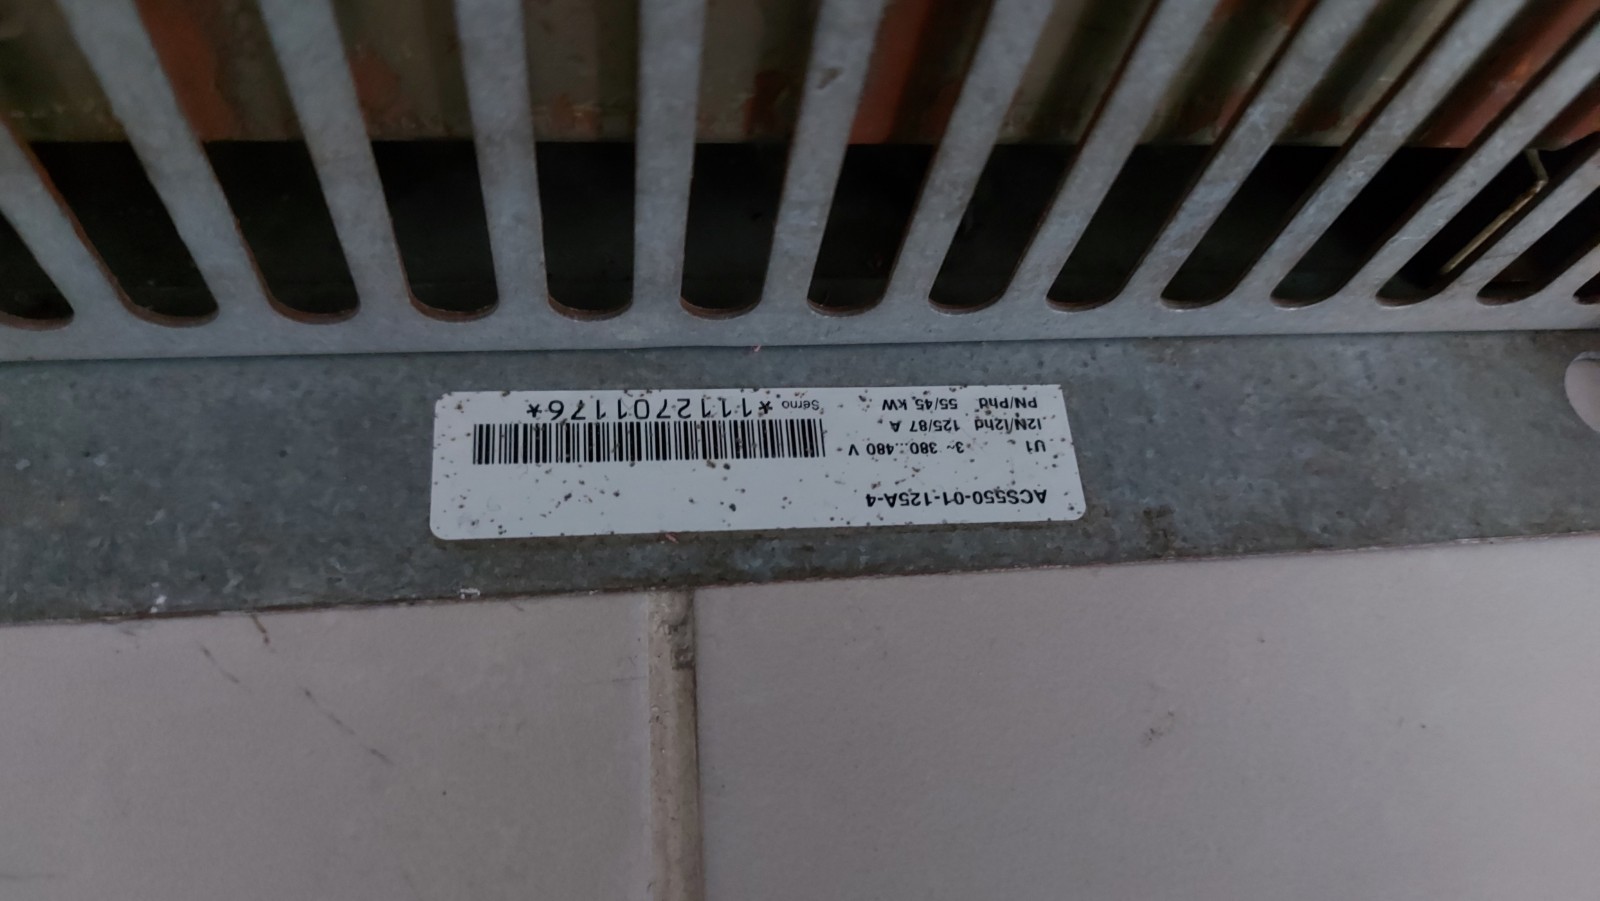 ACS550-01-125A-4
U1 3~ 380...480 V
I2N/I2hd 125/87 A
PN/Phd 55/45 kW
Serno *1112701176*